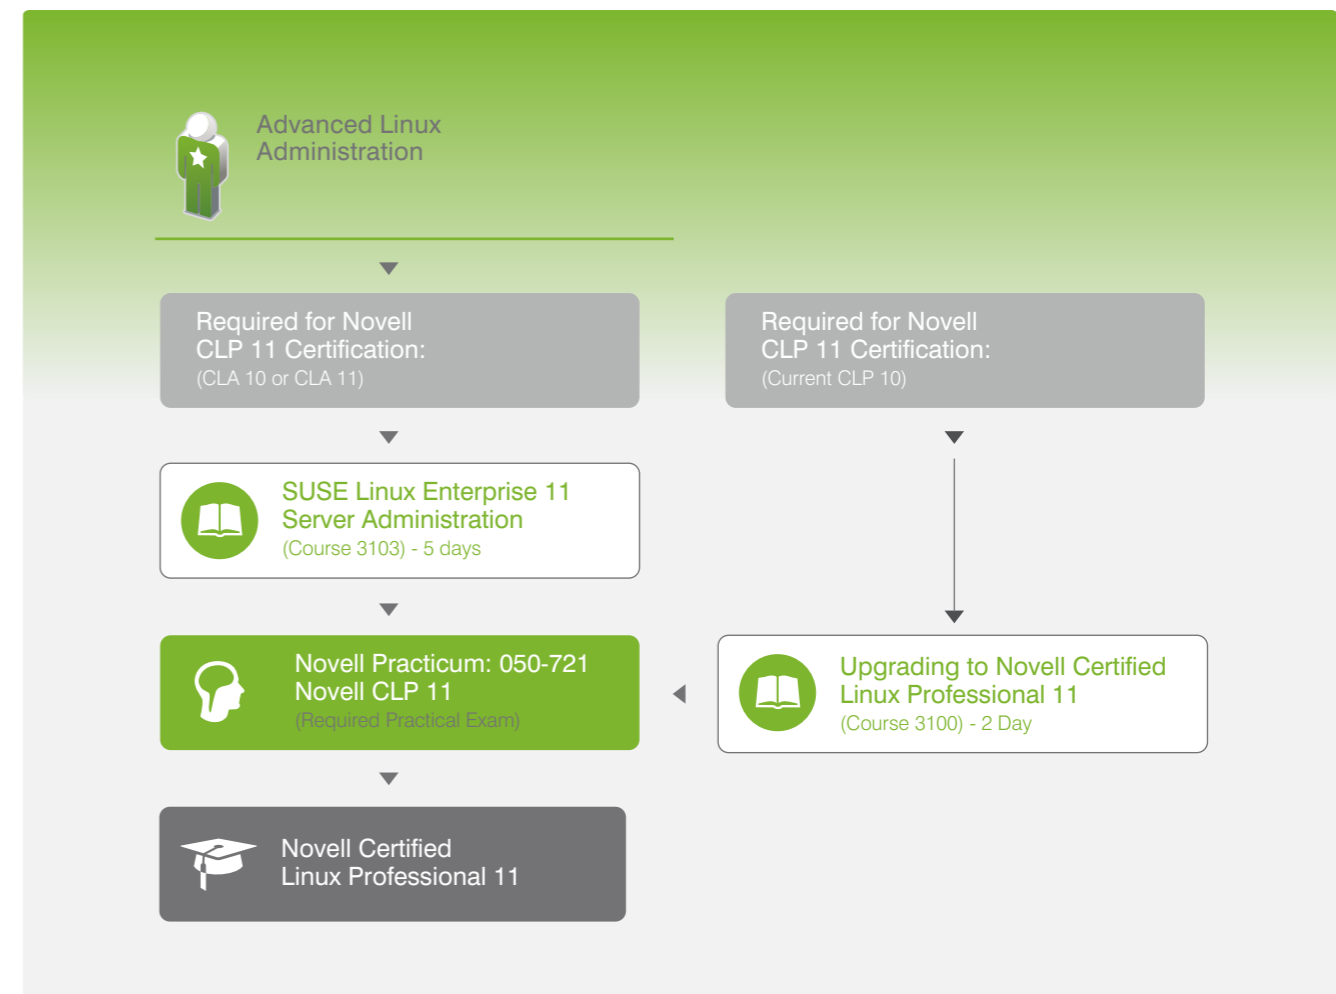 Advanced Linux
Administration
Required for Novell
CLP 11 Certification:
(CLA 10 or CLA 11)
Required for Novell
CLP 11 Certification:
(Current CLP 10)
SUSE Linux Enterprise 11
Server Administration
(Course 3103) - 5 days
Novell Practicum: 050-721
Novell CLP 11
(Required Practical Exam)
Upgrading to Novell Certified
Linux Professional 11
(Course 3100) - 2 Day
Novell Certified
Linux Professional 11